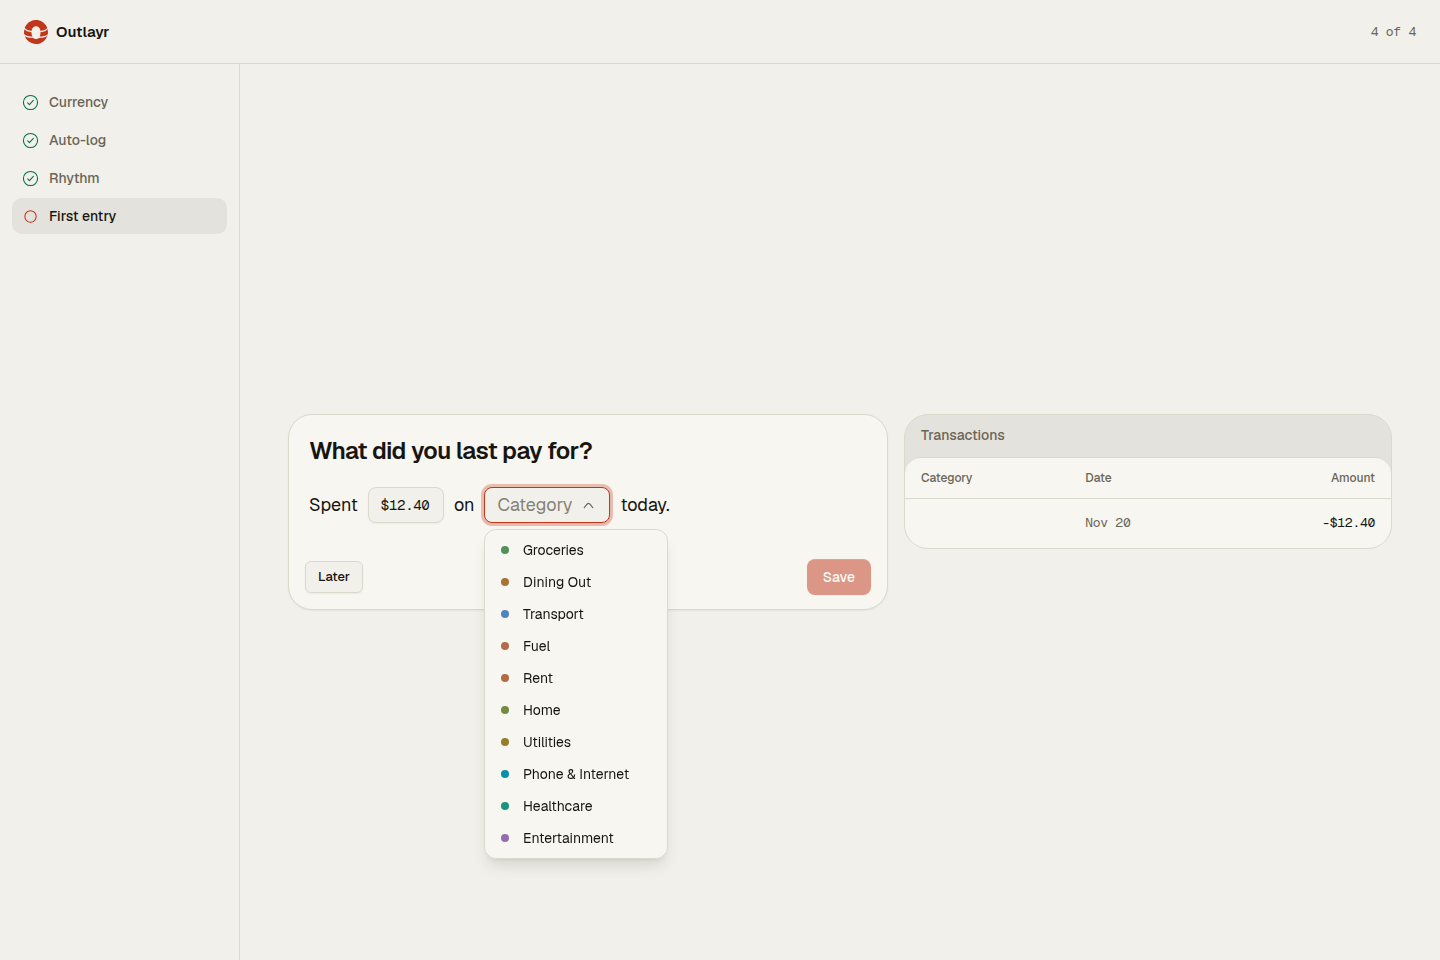 Outlayr
4 of 4
Currency
Auto-log
Rhythm
First entry
What did you last pay for?
Spent $12.40 on Category today.
Groceries
Dining Out
Transport
Fuel
Rent
Home
Utilities
Phone & Internet
Healthcare
Entertainment
Later
Save
Transactions
Category Date Amount
Nov 20 -$12.40